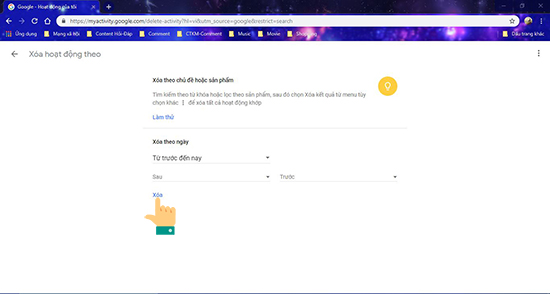 Google - Hoạt động của tôi
https://myactivity.google.com/delete-activity?hl=vi&utm_source=google&restrict=search
Ứng dụng Mạng xã hội Content Hỏi-Đáp Comment CTXM-Comment Music Movie Shopping Dấu trang khác
Xóa hoạt động theo
Xóa theo chủ đề hoặc sản phẩm
Tìm kiếm theo từ khóa hoặc lọc theo sản phẩm, sau đó chọn Xóa kết quả từ menu tùy
chọn khác để xóa tất cả hoạt động khớp
Làm thử
Xóa theo ngày
Từ trước đến nay
Sau Trước
Xóa